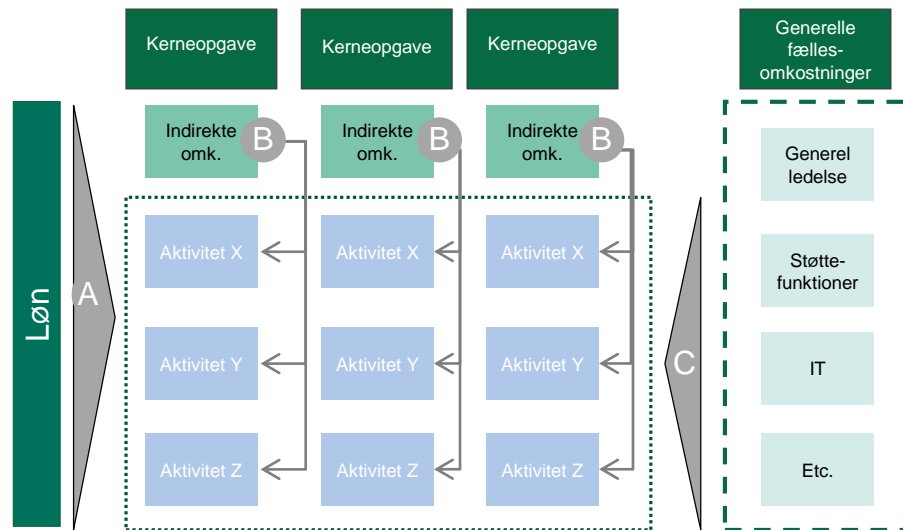 Kerneopgave
Kerneopgave
Kerneopgave
Generelle
fælles-
omkostninger
Løn
A
Indirekte
omk.
B
Indirekte
omk.
B
Indirekte
omk.
B
Aktivitet X
Aktivitet X
Aktivitet X
Aktivitet Y
Aktivitet Y
Aktivitet Y
Aktivitet Z
Aktivitet Z
Aktivitet Z
C
Generel
ledelse
Støtte-
funktioner
IT
Etc.